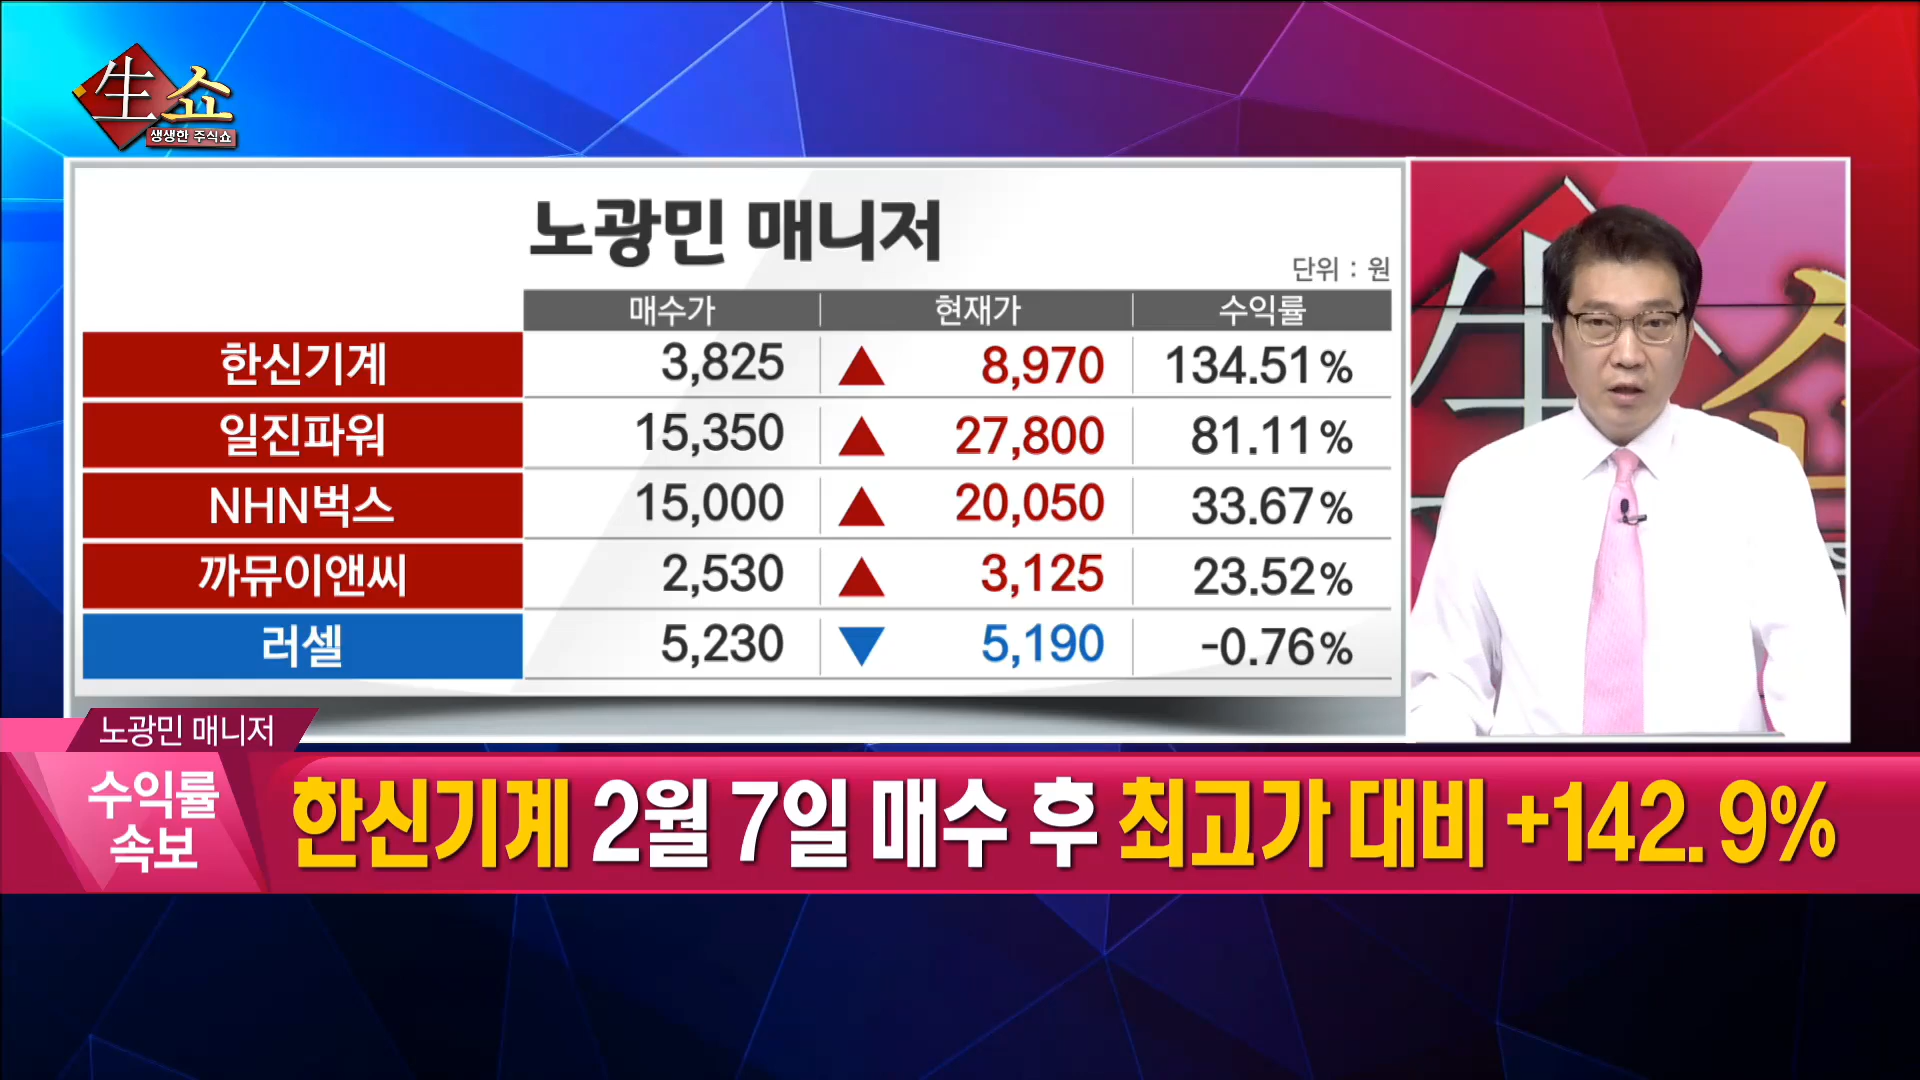 生쇼
생생한 주식쇼
노광민 매니저
단위 : 원
매수가 현재가 수익률
한신기계 3,825 ▲ 8,970 134.51%
일진파워 15,350 ▲ 27,800 81.11%
NHN벅스 15,000 ▲ 20,050 33.67%
까뮤이앤씨 2,530 ▲ 3,125 23.52%
러셀 5,230 ▼ 5,190 -0.76%
生쇼
노광민 매니저
수익률
속보
한신기계 2월 7일 매수 후 최고가 대비 +142.9%